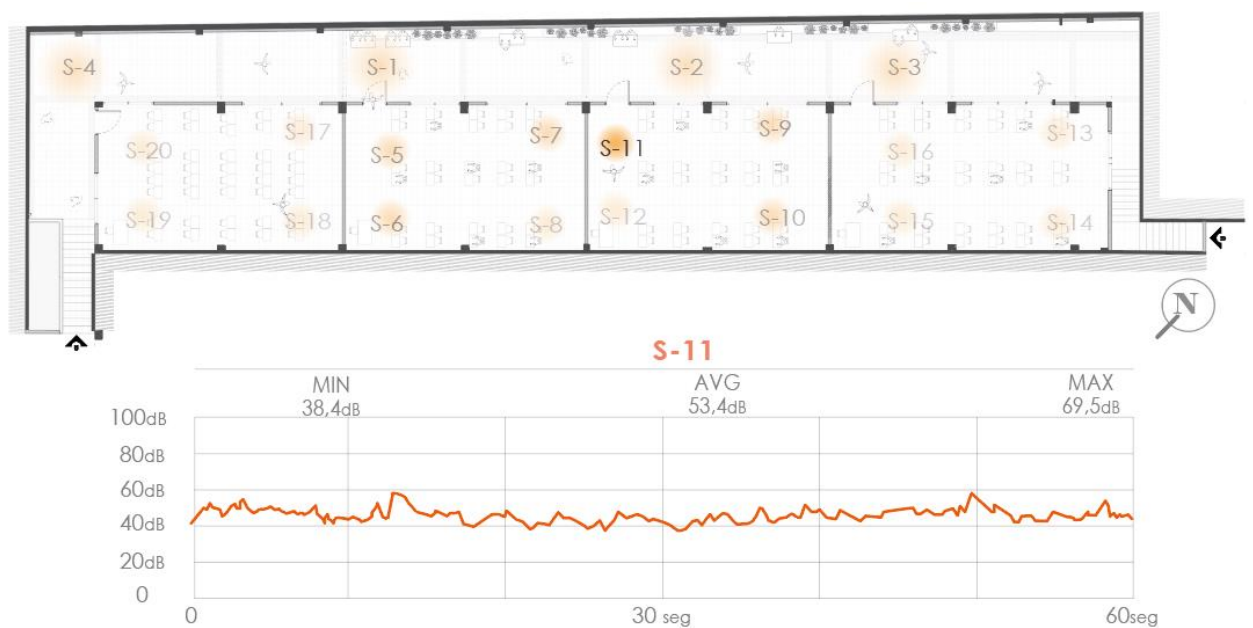 S-4
S-1
S-2
S-3
S-20
S-17
S-5
S-7
S-11
S-9
S-16
S-13
S-19
S-18
S-6
S-8
S-12
S-10
S-15
S-14
N
S-11
MIN
38,4dB
AVG
53,4dB
MAX
69,5dB
100dB
80dB
60dB
40dB
20dB
0
0
30 seg
60seg